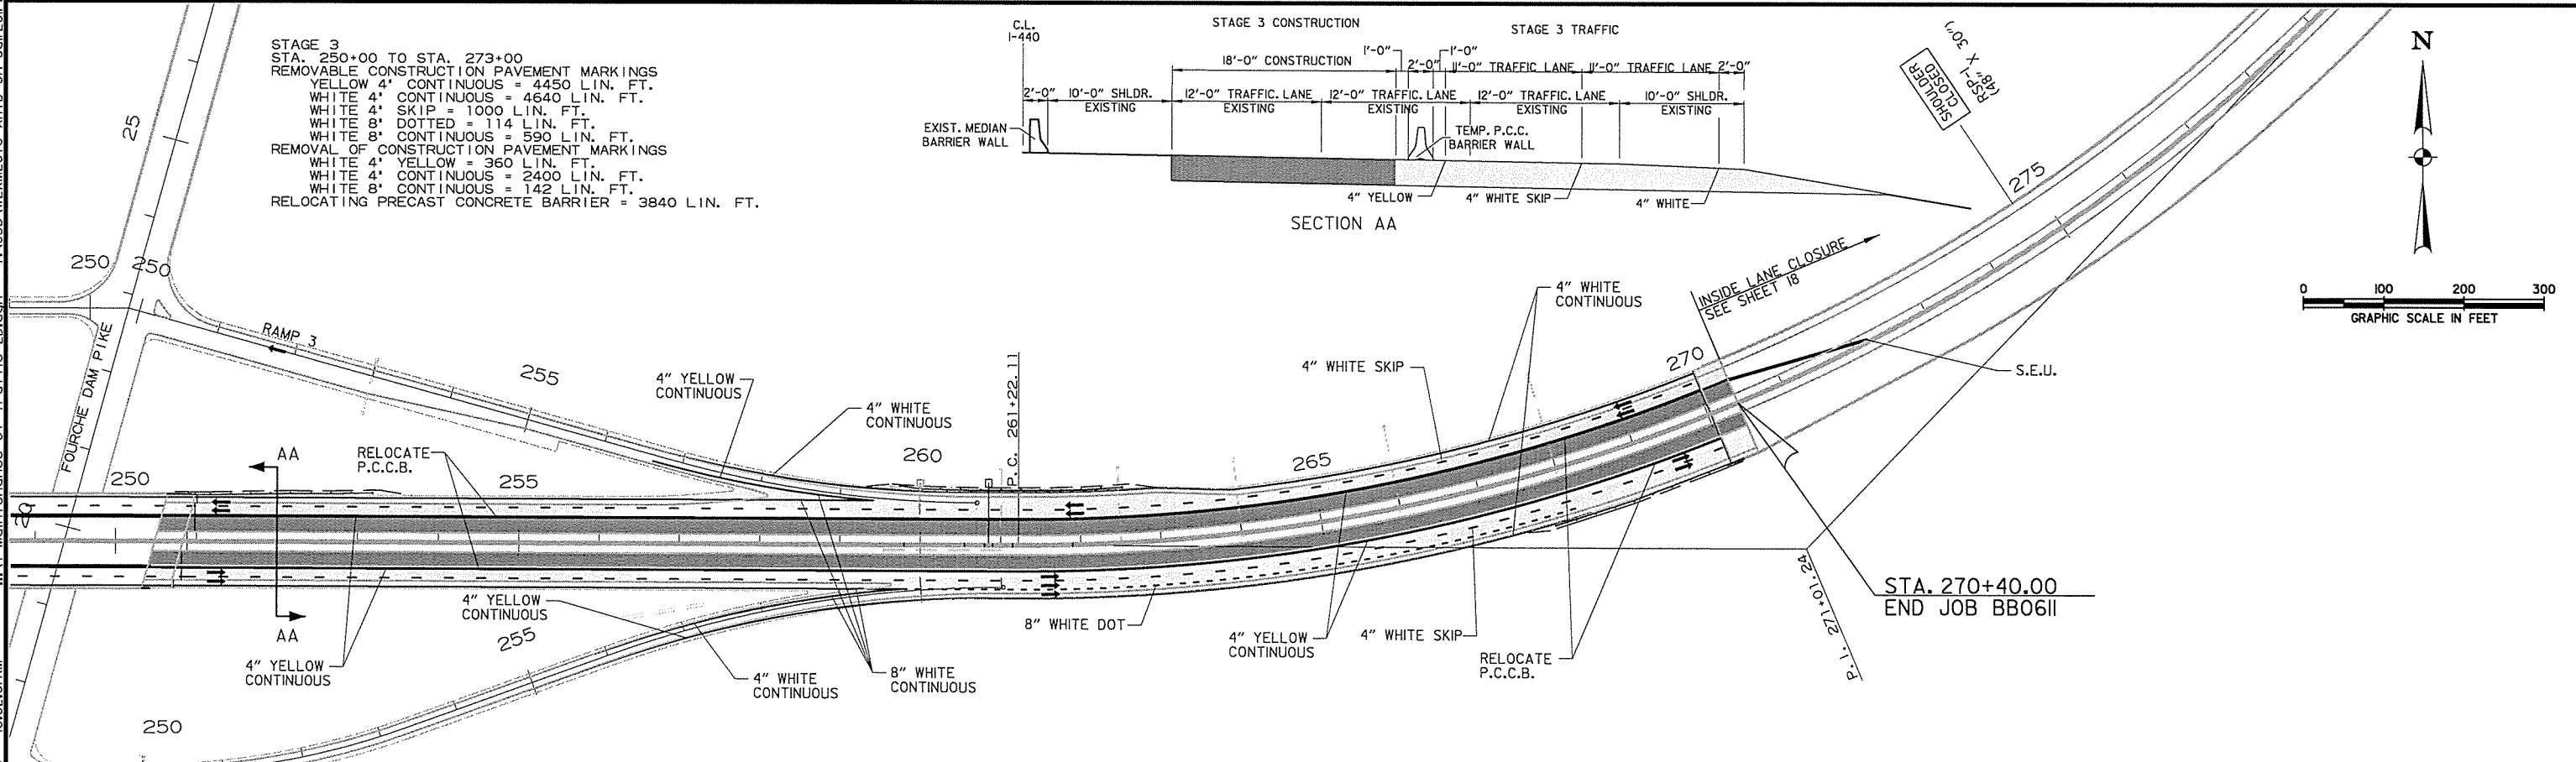 STAGE 3
STA. 250+00 TO STA. 273+00
REMOVABLE CONSTRUCTION PAVEMENT MARKINGS
YELLOW 4" CONTINUOUS = 4450 LIN. FT.
WHITE 4" CONTINUOUS = 4640 LIN. FT.
WHITE 4" SKIP = 1000 LIN. FT.
WHITE 8" DOTTED = 114 LIN. FT.
WHITE 8" CONTINUOUS = 590 LIN. FT.
REMOVAL OF CONSTRUCTION PAVEMENT MARKINGS
WHITE 4" YELLOW = 360 LIN. FT.
WHITE 4" CONTINUOUS = 2400 LIN. FT.
WHITE 8" CONTINUOUS = 142 LIN. FT.
RELOCATING PRECAST CONCRETE BARRIER = 3840 LIN. FT.
C.L.
I-440
STAGE 3 CONSTRUCTION
STAGE 3 TRAFFIC
1'-0"
1'-0"
18'-0" CONSTRUCTION
2'-0"
11'-0" TRAFFIC LANE
11'-0" TRAFFIC LANE
2'-0"
2'-0"
10'-0" SHLDR.
EXISTING
12'-0" TRAFFIC. LANE
EXISTING
12'-0" TRAFFIC. LANE
EXISTING
12'-0" TRAFFIC. LANE
EXISTING
10'-0" SHLDR.
EXISTING
EXIST. MEDIAN
BARRIER WALL
TEMP. P.C.C.
BARRIER WALL
4" YELLOW
4" WHITE SKIP
4" WHITE
SECTION AA
SHOULDER
CLOSED
RSP-1
(48" X 30")
N
0 100 200 300
GRAPHIC SCALE IN FEET
25
250
250
RAMP 3
FOURCHE DAM PIKE
255
275
INSIDE LANE CLOSURE
SEE SHEET 18
4" WHITE
CONTINUOUS
4" WHITE SKIP
270
S.E.U.
4" YELLOW
CONTINUOUS
4" WHITE
CONTINUOUS
P.C. 261+22.11
AA
RELOCATE
P.C.C.B.
250
255
260
265
20
AA
4" YELLOW
CONTINUOUS
4" YELLOW
CONTINUOUS
255
4" WHITE
CONTINUOUS
8" WHITE
CONTINUOUS
8" WHITE DOT
4" YELLOW
CONTINUOUS
4" WHITE SKIP
RELOCATE
P.C.C.B.
P.I. 271+01.24
STA. 270+40.00
END JOB BB0611
250